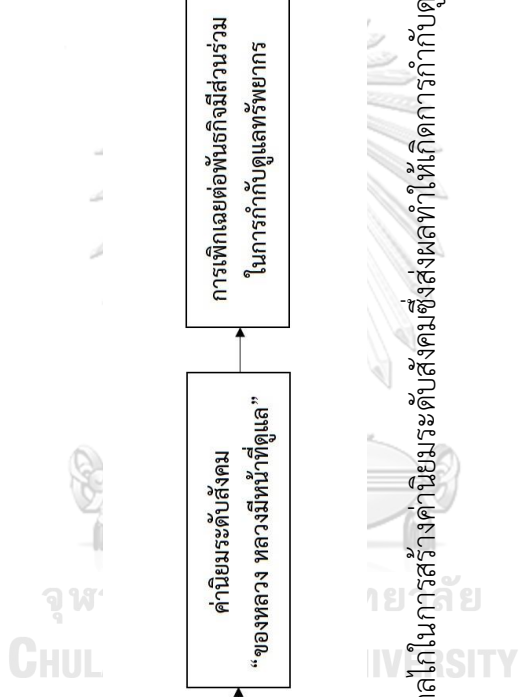 ค่านิยมระดับสังคม
“ของหลวง หลวงมีหน้าที่ดูแล”
การเพิกเฉยต่อพันธกิจมีส่วนร่วม
ในการกำกับดูแลทรัพยากร
ในการสร้างค่านิยมระดับสังคมซึ่งส่งผลทำให้เกิดการกำกับ